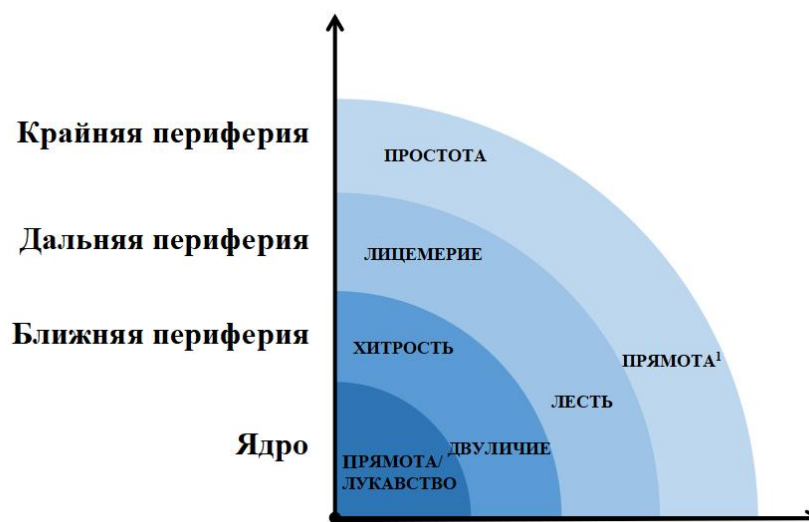 Крайняя периферия
ПРОСТОТА
Дальняя периферия
ЛИЦЕМЕРИЕ
Ближняя периферия
ХИТРОСТЬ
ПРЯМОТА¹
ЛЕСТЬ
Ядро
ДВУЛИЧИЕ
ПРЯМОТА/
ЛУКАВСТВО